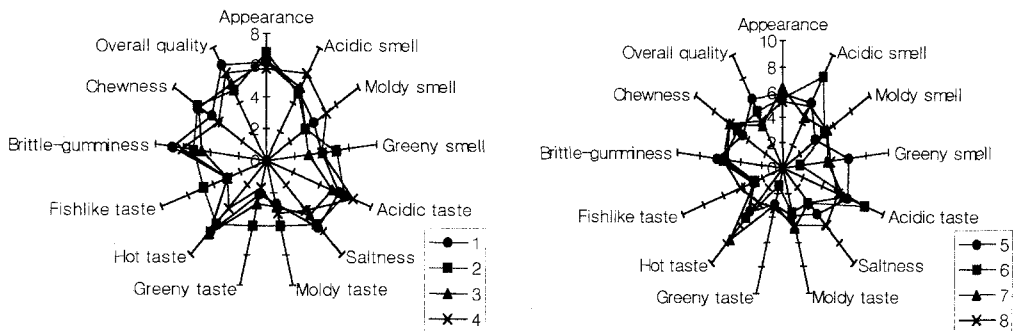 Appearance
8
4
2
Acidic smell
Moldy smell
Greeny smell
Acidic taste
Saltness
Moldy taste
Greeny taste
Hot taste
Fishlike taste
Brittle-gumminess
Chewness
Overall quality
1
2
3
4
Appearance
10
8
6
4
2
Acidic smell
Moldy smell
Greeny smell
Acidic taste
Saltness
Moldy taste
Greeny taste
Hot taste
Fishlike taste
Brittle-gumminess
Chewness
Overall quality
5
6
7
8